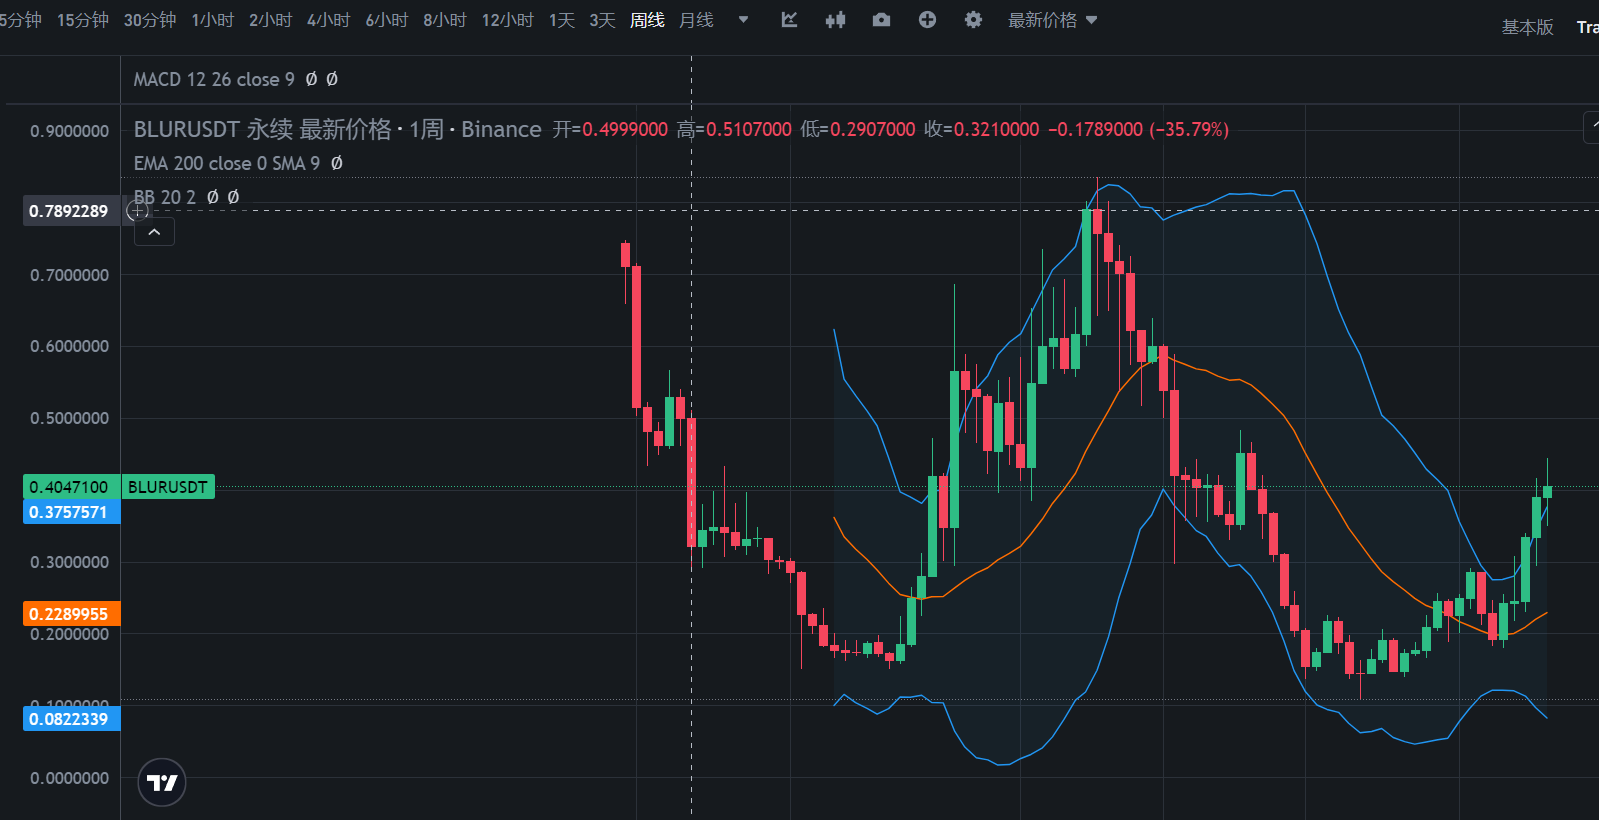 5分钟 15分钟 30分钟 1小时 2小时 4小时 6小时 8小时 12小时 1天 3天 周线 月线 最新价格 基本版 Tra
MACD 12 26 close 9 Ø Ø
0.9000000
BLURUSDT 永续 最新价格 · 1周 · Binance 开=0.4999000 高=0.5107000 低=0.2907000 收=0.3210000 −0.1789000 (−35.79%)
EMA 200 close 0 SMA 9 Ø
BB 20 2 Ø Ø
0.7892289
0.7000000
0.6000000
0.5000000
0.4047100 BLURUSDT
0.3757571
0.3000000
0.2289955
0.2000000
0.1000000
0.0822339
0.0000000